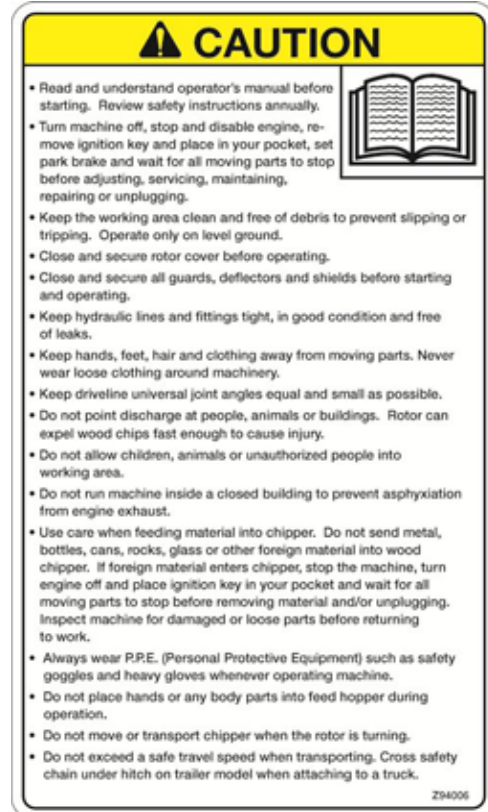 CAUTION
• Read and understand operator's manual before
starting. Review safety instructions annually.
• Turn machine off, stop and disable engine, re-
move ignition key and place in your pocket, set
park brake and wait for all moving parts to stop
before adjusting, servicing, maintaining,
repairing or unplugging.
• Keep the working area clean and free of debris to prevent slipping or
tripping. Operate only on level ground.
• Close and secure rotor cover before operating.
• Close and secure all guards, deflectors and shields before starting
and operating.
• Keep hydraulic lines and fittings tight, in good condition and free
of leaks.
• Keep hands, feet, hair and clothing away from moving parts. Never
wear loose clothing around machinery.
• Keep driveline universal joint angles equal and small as possible.
• Do not point discharge at people, animals or buildings. Rotor can
expel wood chips fast enough to cause injury.
• Do not allow children, animals or unauthorized people into
working area.
• Do not run machine inside a closed building to prevent asphyxiation
from engine exhaust.
• Use care when feeding material into chipper. Do not send metal,
bottles, cans, rocks, glass or other foreign material into wood
chipper. If foreign material enters chipper, stop the machine, turn
engine off and place ignition key in your pocket and wait for all
moving parts to stop before removing material and/or unplugging.
Inspect machine for damaged or loose parts before returning
to work.
• Always wear P.P.E. (Personal Protective Equipment) such as safety
goggles and heavy gloves whenever operating machine.
• Do not place hands or any body parts into feed hopper during
operation.
• Do not move or transport chipper when the rotor is turning.
• Do not exceed a safe travel speed when transporting. Cross safety
chain under hitch on trailer model when attaching to a truck.
Z94006